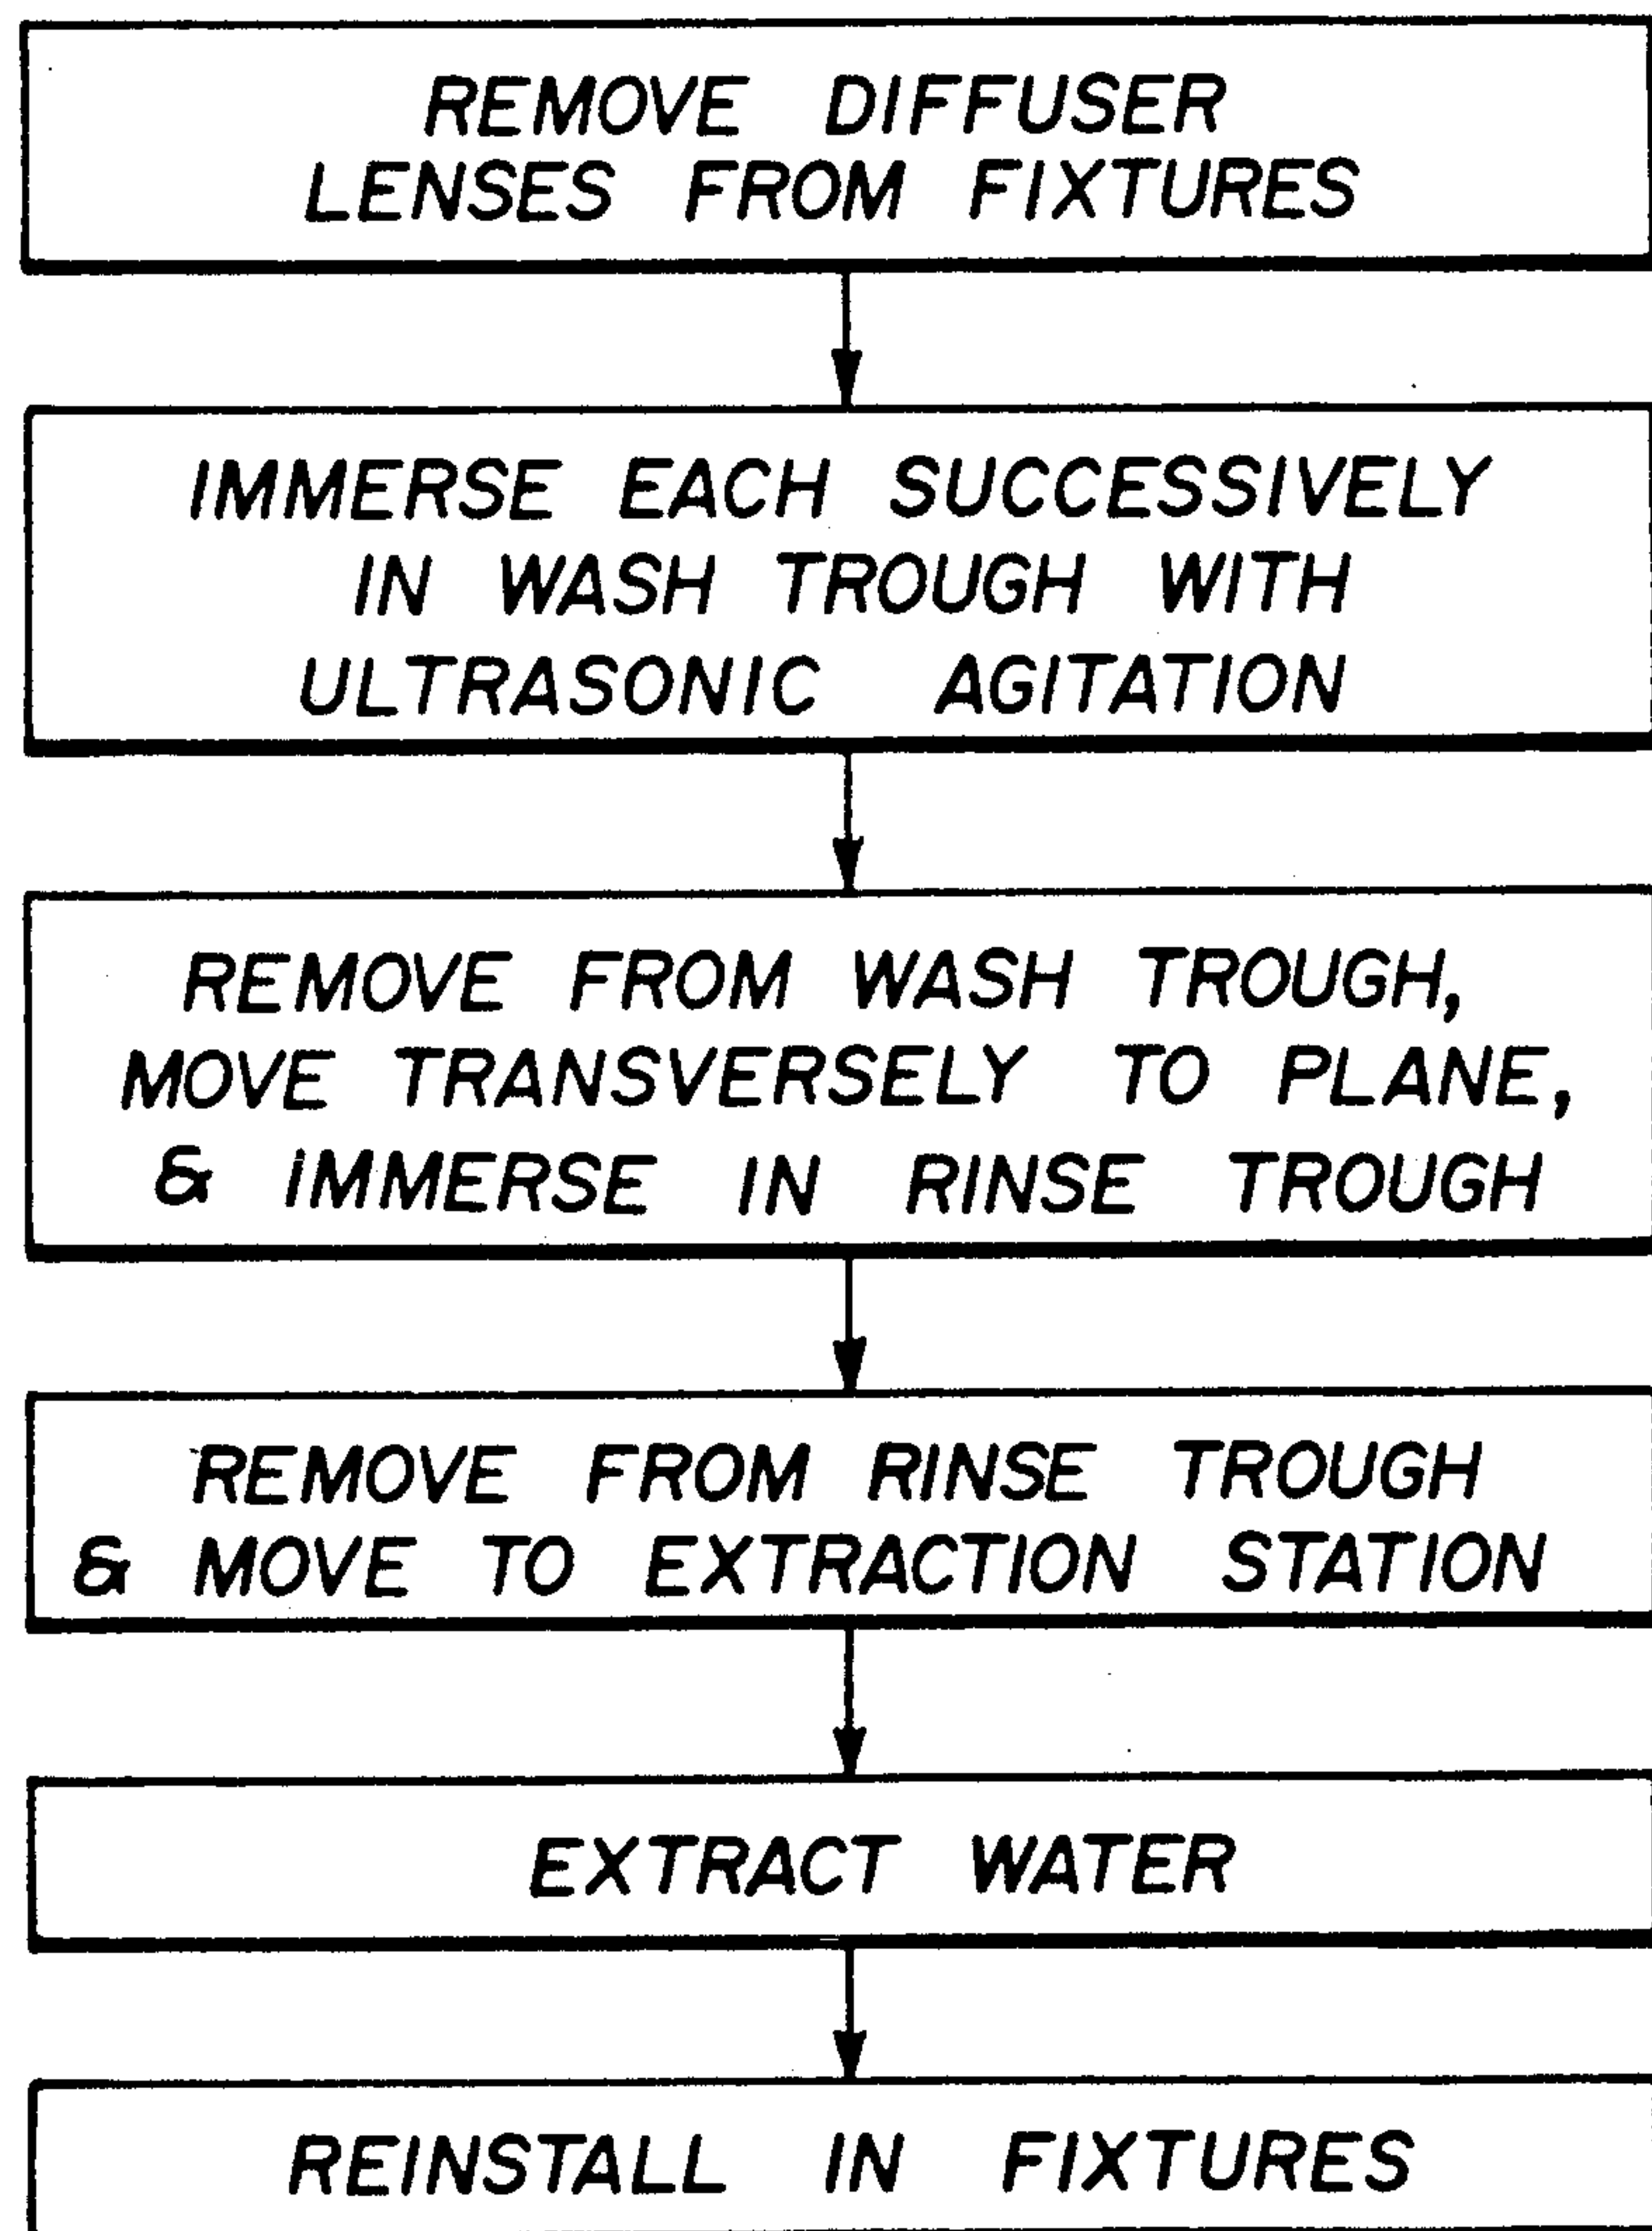 REMOVE DIFFUSER
LENSES FROM FIXTURES
IMMERSE EACH SUCCESSIVELY
IN WASH TROUGH WITH
ULTRASONIC AGITATION
REMOVE FROM WASH TROUGH,
MOVE TRANSVERSELY TO PLANE,
& IMMERSE IN RINSE TROUGH
REMOVE FROM RINSE TROUGH
& MOVE TO EXTRACTION STATION
EXTRACT WATER
REINSTALL IN FIXTURES